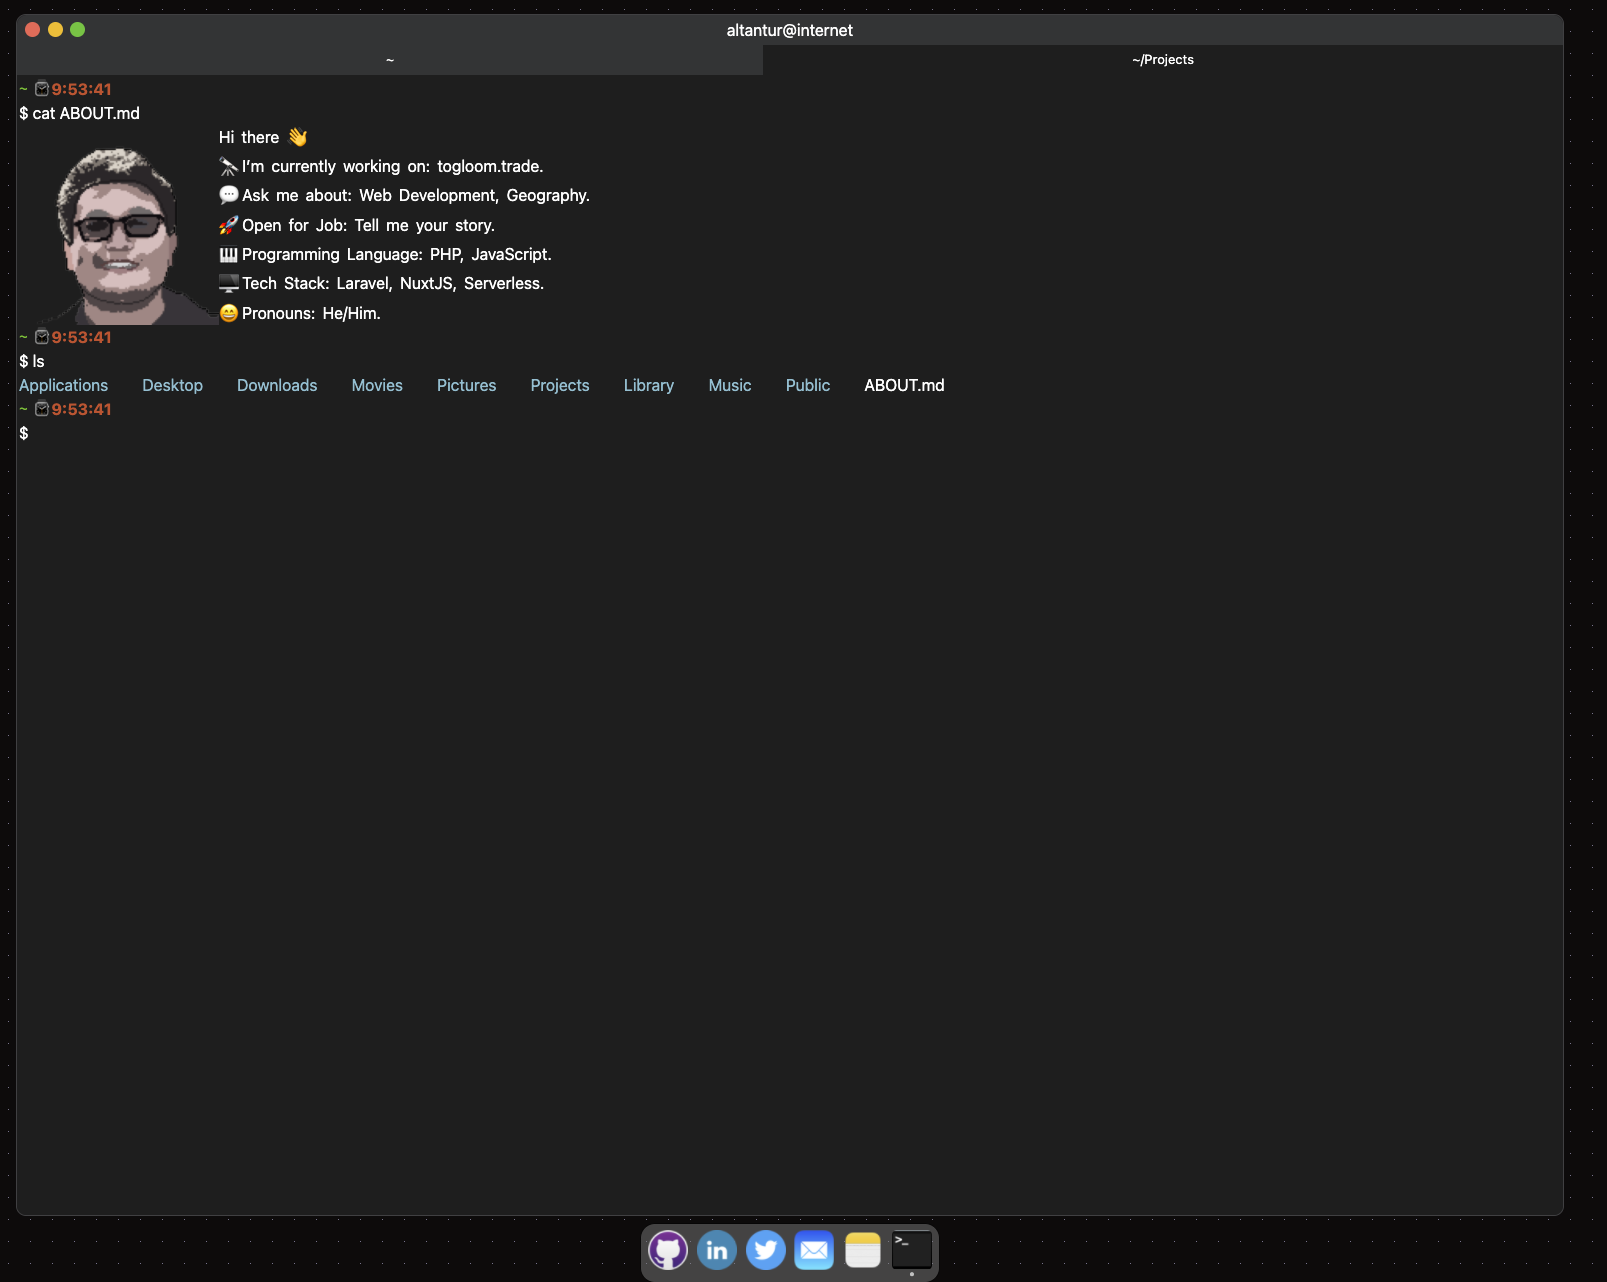 altantur@internet
~
~/Projects
~ 9:53:41
$ cat ABOUT.md
Hi there 👋
🔭 I'm currently working on: togloom.trade.
💬 Ask me about: Web Development, Geography.
🚀 Open for Job: Tell me your story.
🎹 Programming Language: PHP, JavaScript.
🖥️ Tech Stack: Laravel, NuxtJS, Serverless.
😄 Pronouns: He/Him.
~ 9:53:41
$ ls
Applications Desktop Downloads Movies Pictures Projects Library Music Public ABOUT.md
~ 9:53:41
$
in
>_